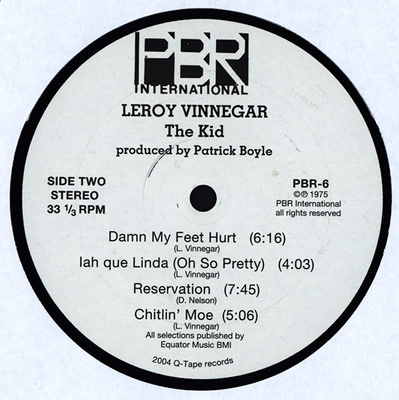 PBR
INTERNATIONAL
LEROY VINNEGAR
The Kid
produced by Patrick Boyle
SIDE TWO
STEREO
33 1/3 RPM
PBR-6
©℗ 1975
PBR International
all rights reserved
Damn My Feet Hurt (6:16)
(L. Vinnegar)
Iah que Linda (Oh So Pretty) (4:03)
(L. Vinnegar)
Reservation (7:45)
(D. Nelson)
Chitlin' Moe (5:06)
(L. Vinnegar)
All selections published by
Equator Music BMI
2004 Q-Tape records